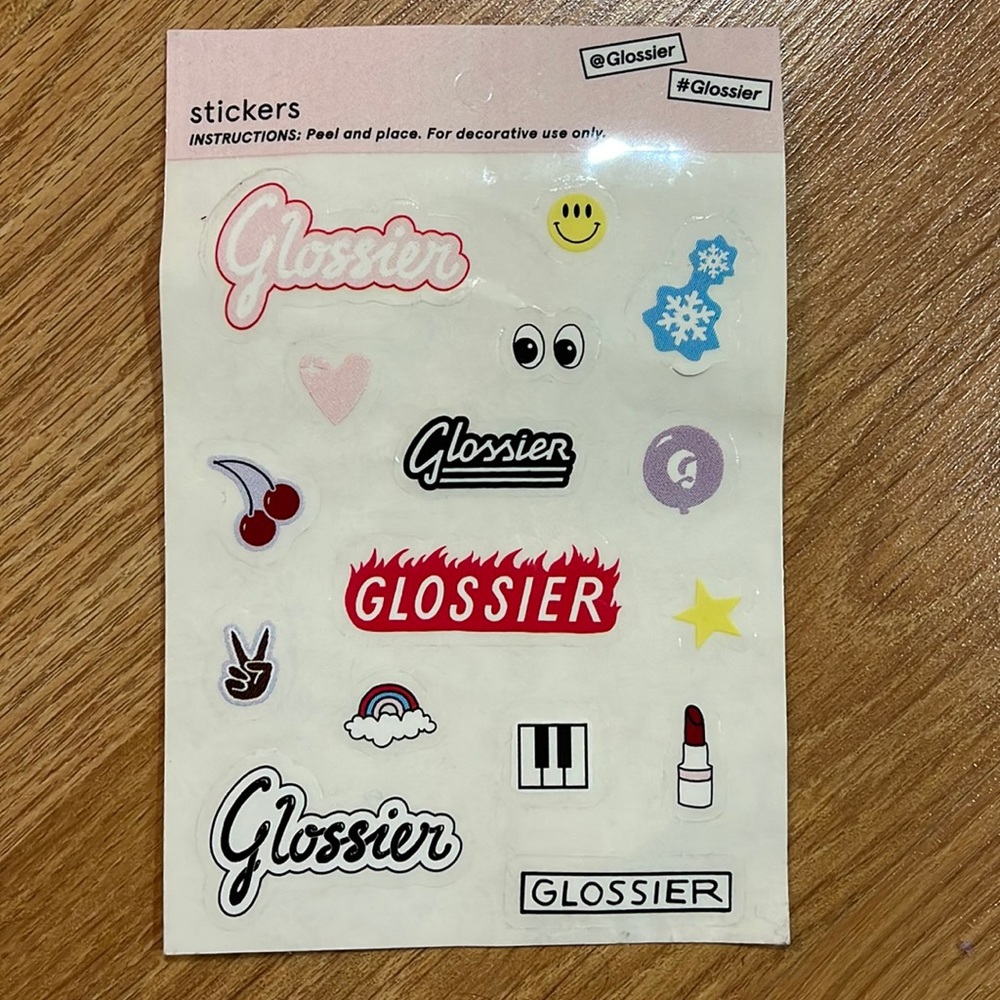 @Glossier
#Glossier
stickers
INSTRUCTIONS: Peel and place. For decorative use only.
Glossier
Glossier
G
GLOSSIER
Glossier
GLOSSIER